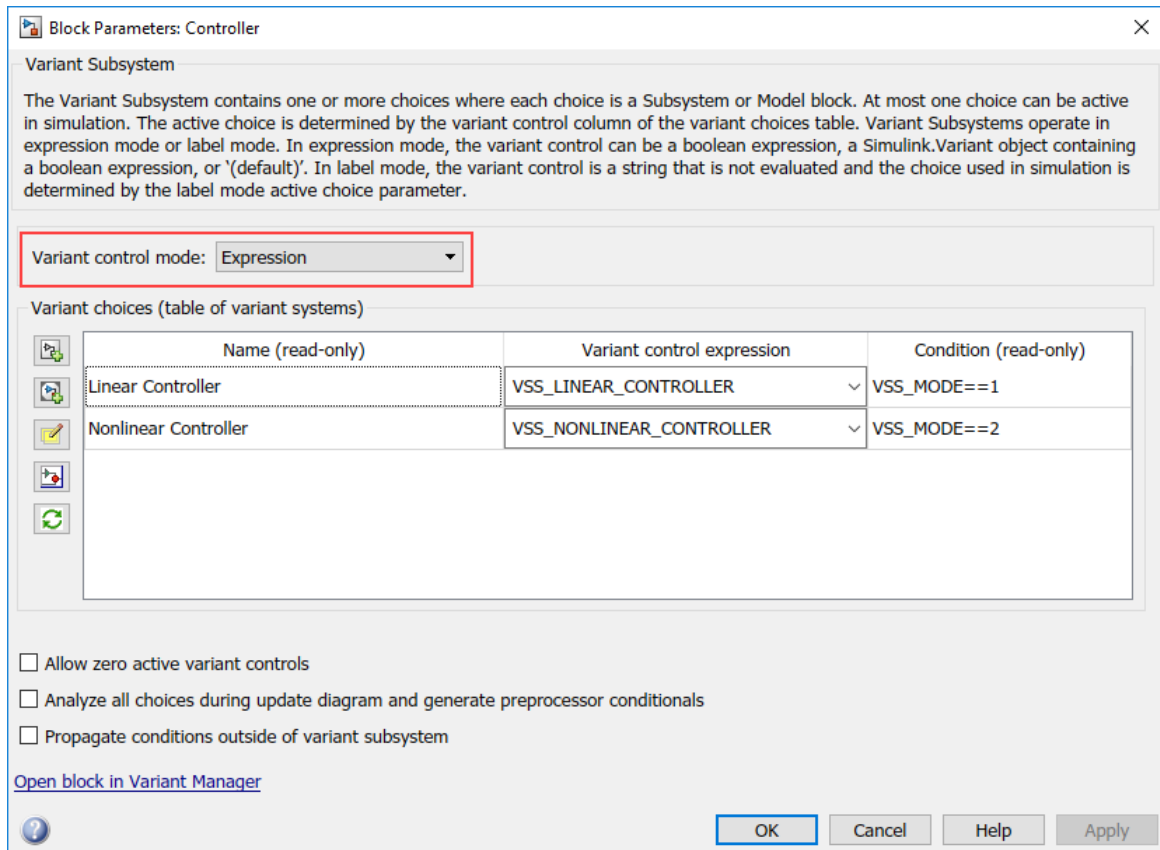 Block Parameters: Controller
Variant Subsystem
The Variant Subsystem contains one or more choices where each choice is a Subsystem or Model block. At most one choice can be active
in simulation. The active choice is determined by the variant control column of the variant choices table. Variant Subsystems operate in
expression mode or label mode. In expression mode, the variant control can be a boolean expression, a Simulink.Variant object containing
a boolean expression, or ‘(default)’. In label mode, the variant control is a string that is not evaluated and the choice used in simulation is
determined by the label mode active choice parameter.
Variant control mode: Expression
Variant choices (table of variant systems)
Name (read-only) Variant control expression Condition (read-only)
Linear Controller VSS_LINEAR_CONTROLLER VSS_MODE==1
Nonlinear Controller VSS_NONLINEAR_CONTROLLER VSS_MODE==2
Allow zero active variant controls
Analyze all choices during update diagram and generate preprocessor conditionals
Propagate conditions outside of variant subsystem
Open block in Variant Manager
OK Cancel Help Apply